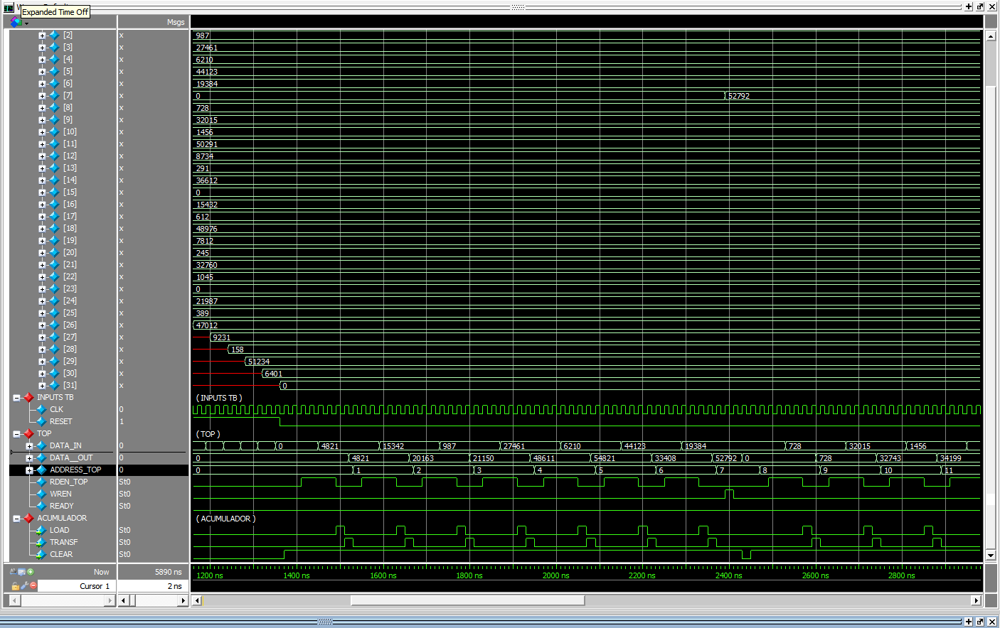 Expanded Time Off
Msgs
[2] x 987
[3] x 27461
[4] x 6210
[5] x 44123
[6] x 19384
[7] x 0 52792
[8] x 728
[9] x 32015
[10] x 1456
[11] x 50291
[12] x 8734
[13] x 291
[14] x 36612
[15] x 0
[16] x 15432
[17] x 612
[18] x 48976
[19] x 7812
[20] x 245
[21] x 32760
[22] x 1045
[23] x 0
[24] x 21987
[25] x 389
[26] x 47012
[27] x 9231
[28] x 158
[29] x 51234
[30] x 6401
[31] x 0
INPUTS TB ( INPUTS TB )
CLK 0
RESET 1
TOP ( TOP )
DATA_IN 0 0 4821 15342 987 27461 6210 44123 19384 728 32015 1456
DATA__OUT 0 0 4821 20163 21150 48611 54821 33408 52792 0 728 32743 34199
ADDRESS_TOP 0 0 1 2 3 4 5 6 7 8 9 10 11
RDEN_TOP St0
WREN St0
READY St0
ACUMULADOR ( ACUMULADOR )
LOAD St0
TRANSF St0
CLEAR St0
Now 5890 ns 1200 ns 1400 ns 1600 ns 1800 ns 2000 ns 2200 ns 2400 ns 2600 ns 2800 ns
Cursor 1 2 ns